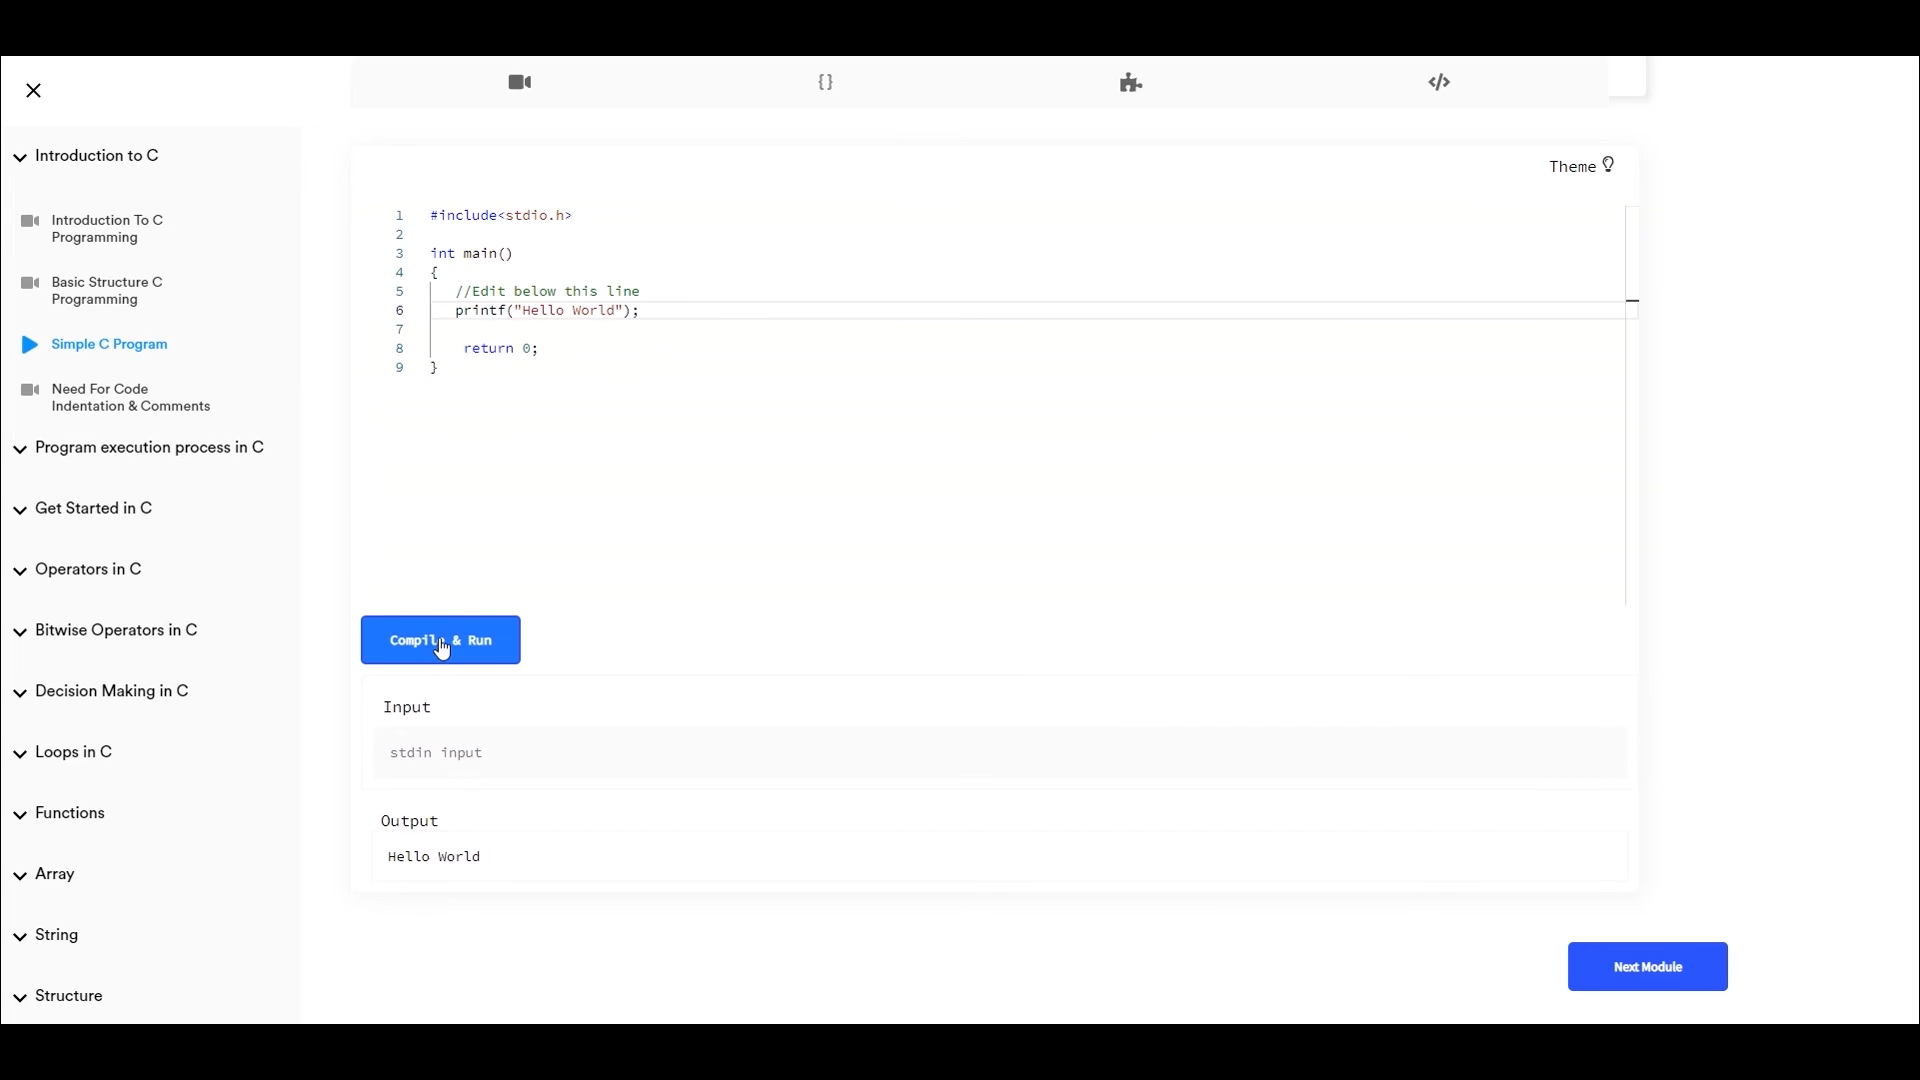 Introduction to C
Introduction To C
Programming
Basic Structure C
Programming
Simple C Program
Need For Code
Indentation & Comments
Program execution process in C
Get Started in C
Operators in C
Bitwise Operators in C
Decision Making in C
Loops in C
Functions
Array
String
Structure
{}
</>
Theme
1 #include<stdio.h>
2
3 int main()
4 {
5 //Edit below this line
6 printf("Hello World");
7
8 return 0;
9 }
Compile & Run
Input
stdin input
Output
Hello World
Next Module